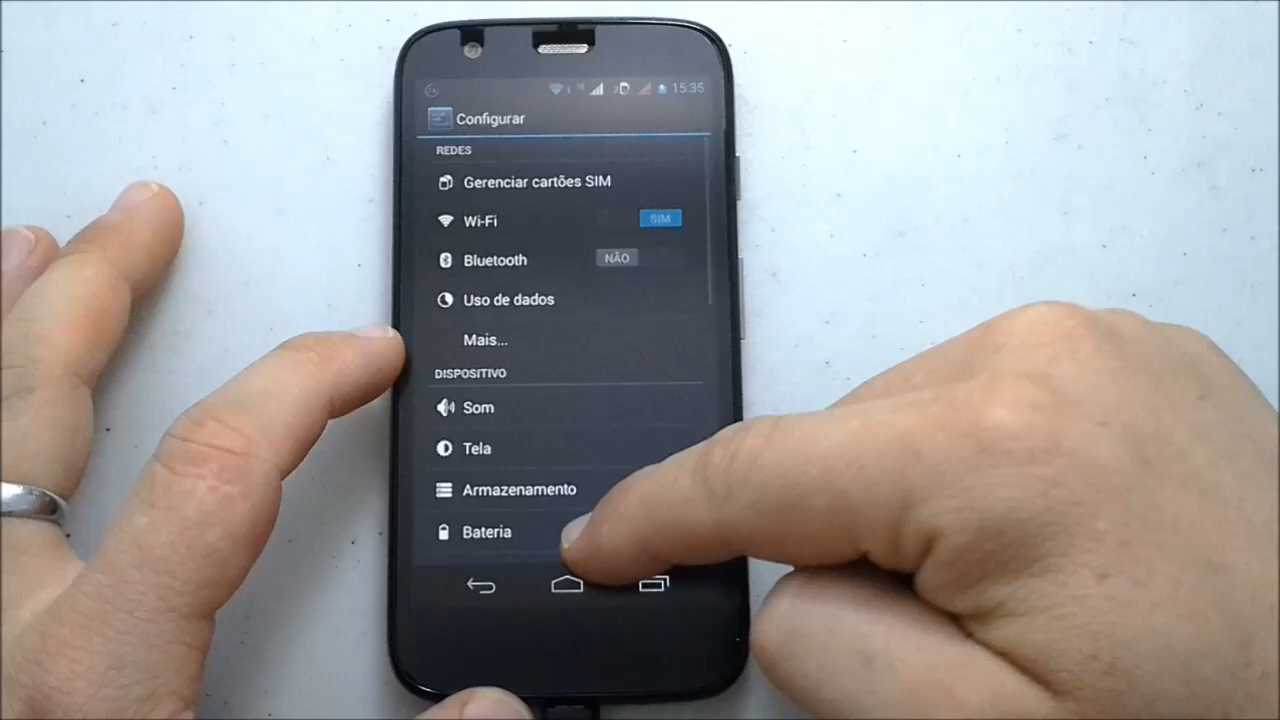 15:35
Configurar
REDES
Gerenciar cartões SIM
Wi-Fi SIM
Bluetooth NÃO
Uso de dados
Mais...
DISPOSITIVO
Som
Tela
Armazenamento
Bateria